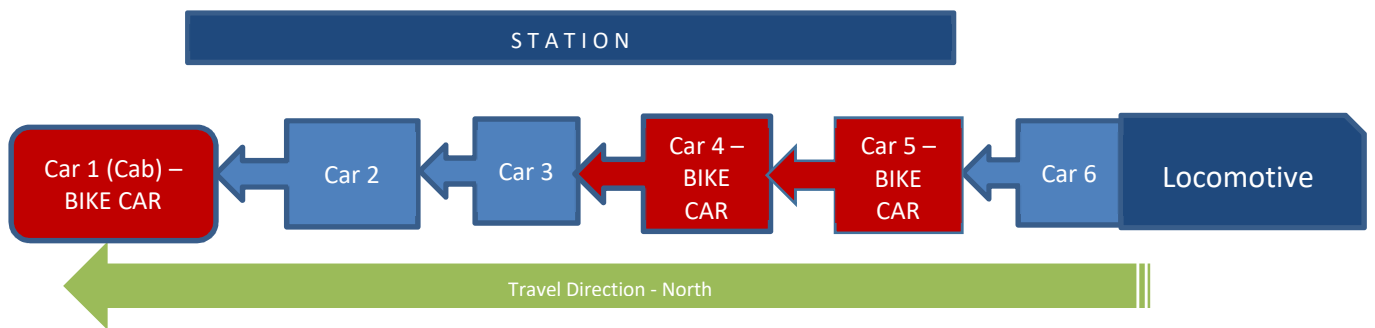 STATION
Car 1 (Cab) –
BIKE CAR
Car 2
Car 3
Car 4 –
BIKE
CAR
Car 5 –
BIKE
CAR
Car 6
Locomotive
Travel Direction - North